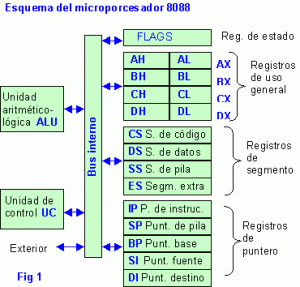 Esquema del microporcesador 8088
FLAGS
Reg. de estado
AH AL AX
BH BL BX
CH CL CX
DH DL DX
Registros
de uso
general
Unidad
aritmético-
lógica ALU
Bus interno
CS S. de código
DS S. de datos
SS S. de pila
ES Segm. extra
Registros
de
segmento
Unidad de
control UC
Exterior
IP P. de instruc.
SP Punt. de pila
BP Punt. base
SI Punt. fuente
DI Punt. destino
Registros
de
puntero
Fig 1